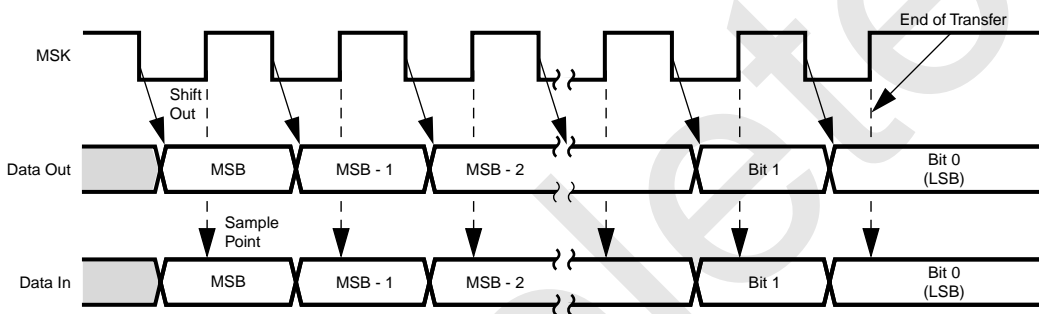 End of Transfer
MSK
Shift
Out
Data Out
MSB
MSB - 1
MSB - 2
Bit 1
Bit 0
(LSB)
Sample
Point
Data In
MSB
MSB - 1
MSB - 2
Bit 1
Bit 0
(LSB)